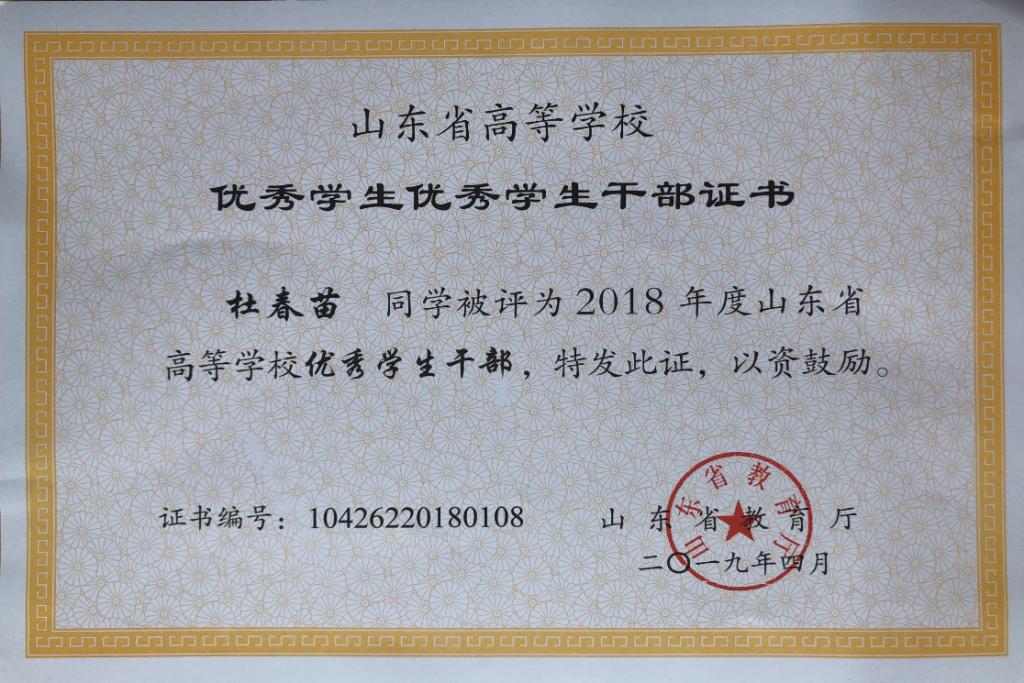 山东省高等学校
优秀学生优秀学生干部证书
杜春苗 同学被评为2018年度山东省
高等学校优秀学生干部，特发此证，以资鼓励。
证书编号：10426220180108
山东省教育厅
二〇一九年四月
山东省教育厅